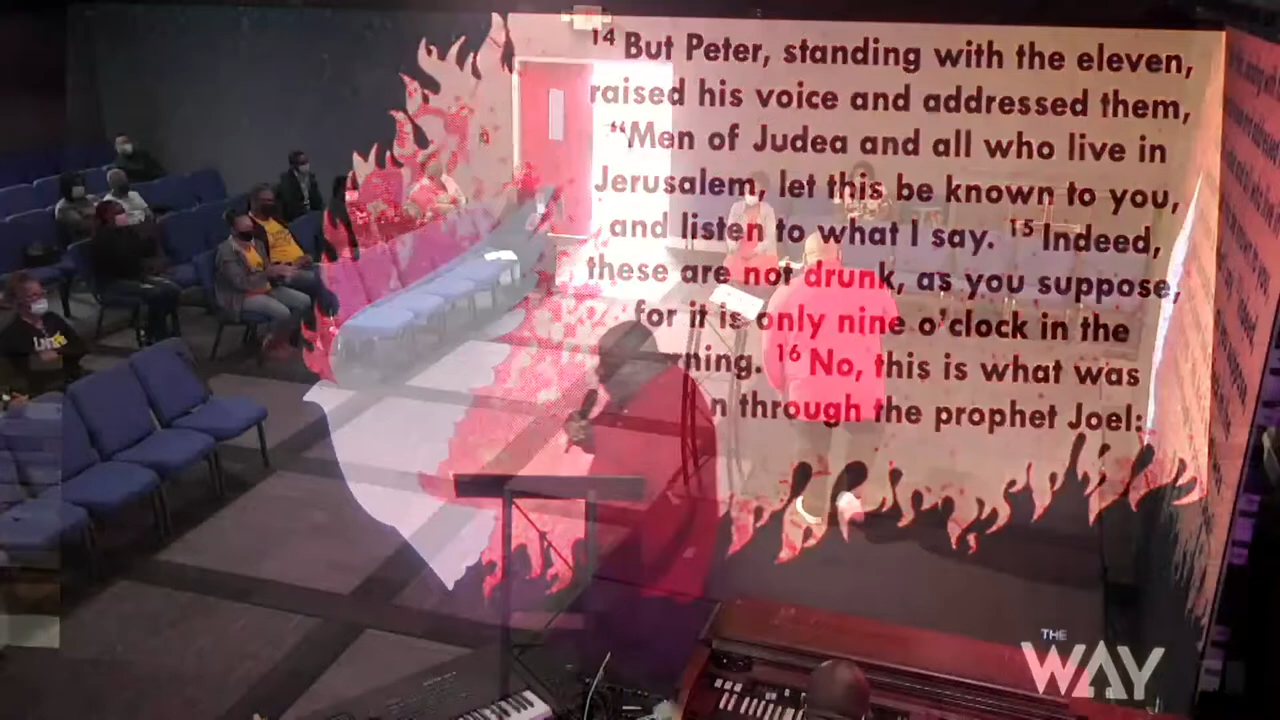 14 But Peter, standing with the eleven,
raised his voice and addressed them,
“Men of Judea and all who live in
Jerusalem, let this be known to you,
and listen to what I say. 15 Indeed,
these are not drunk, as you suppose,
for it is only nine o'clock in the
ning. 16 No, this is what was
n through the prophet Joel:
THE
WAY